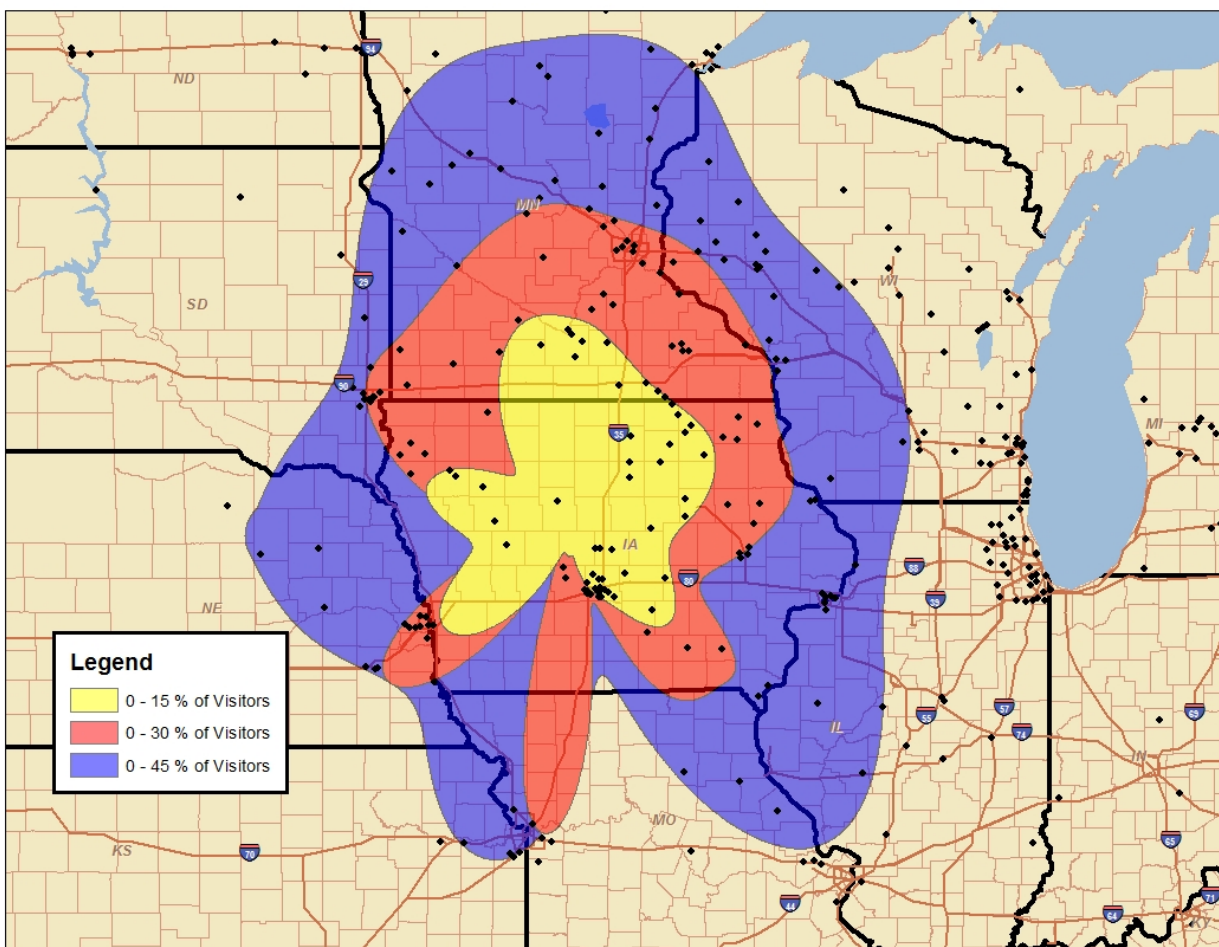 94
ND
MN
SD
29
WI
90
MI
35
IA
80
88
39
NE
Legend
0 - 15 % of Visitors
0 - 30 % of Visitors
0 - 45 % of Visitors
55
57
74
69
IL
IN
MO
KS
70
65
44
64
71
KY